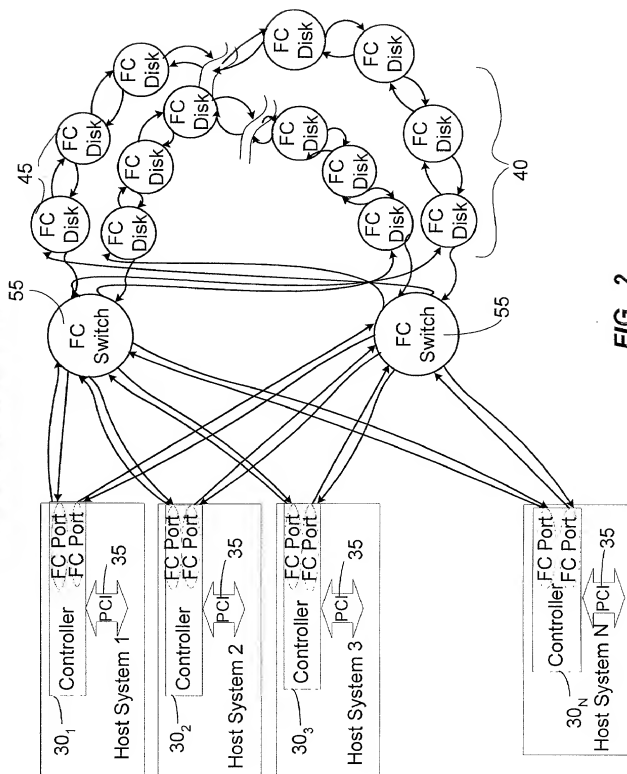 Host System 1
30₁
Controller
FC Port
FC Port
PCI
35
Host System 2
30₂
Controller
FC Port
FC Port
PCI
35
Host System 3
30₃
Controller
FC Port
FC Port
PCI
35
Host System N
30N
Controller
FC Port
FC Port
PCI
35
55
FC
Switch
FC
Switch
55
45
FC
Disk
FC
Disk
FC
Disk
FC
Disk
FC
Disk
FC
Disk
FC
Disk
FC
Disk
FC
Disk
FC
Disk
FC
Disk
FC
Disk
FC
Disk
40
FIG. 2